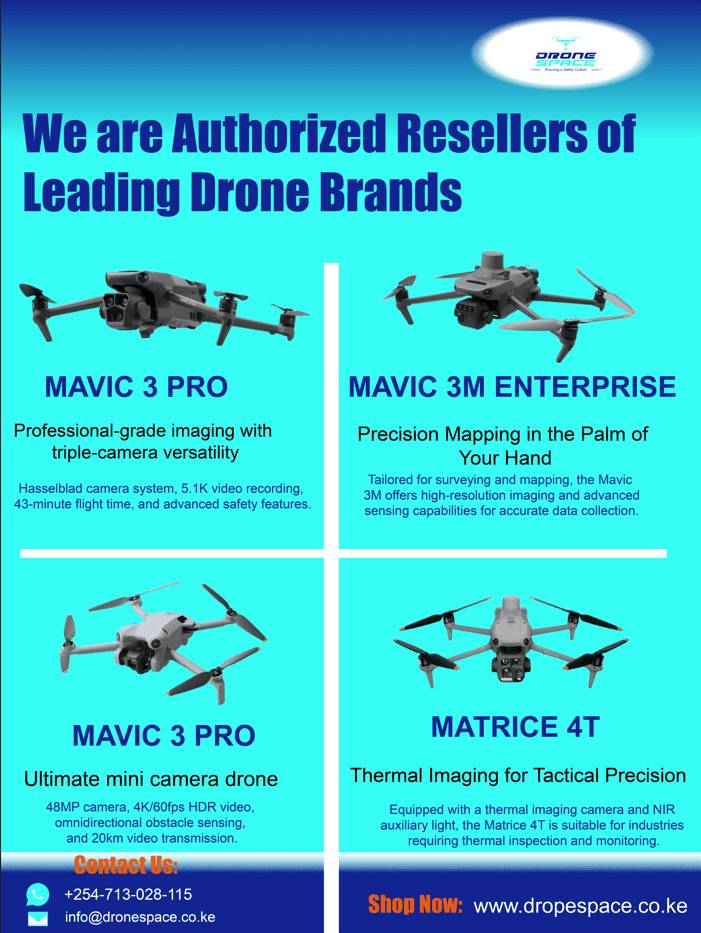 DRONE
SPACE
Ensuring a Safety Culture
We are Authorized Resellers of
Leading Drone Brands
MAVIC 3 PRO
Professional-grade imaging with
triple-camera versatility
Hasselblad camera system, 5.1K video recording,
43-minute flight time, and advanced safety features.
MAVIC 3M ENTERPRISE
Precision Mapping in the Palm of
Your Hand
Tailored for surveying and mapping, the Mavic
3M offers high-resolution imaging and advanced
sensing capabilities for accurate data collection.
MAVIC 3 PRO
Ultimate mini camera drone
48MP camera, 4K/60fps HDR video,
omnidirectional obstacle sensing,
and 20km video transmission.
MATRICE 4T
Thermal Imaging for Tactical Precision
Equipped with a thermal imaging camera and NIR
auxiliary light, the Matrice 4T is suitable for industries
requiring thermal inspection and monitoring.
Contact Us:
+254-713-028-115
info@dronespace.co.ke
Shop Now: www.dropespace.co.ke